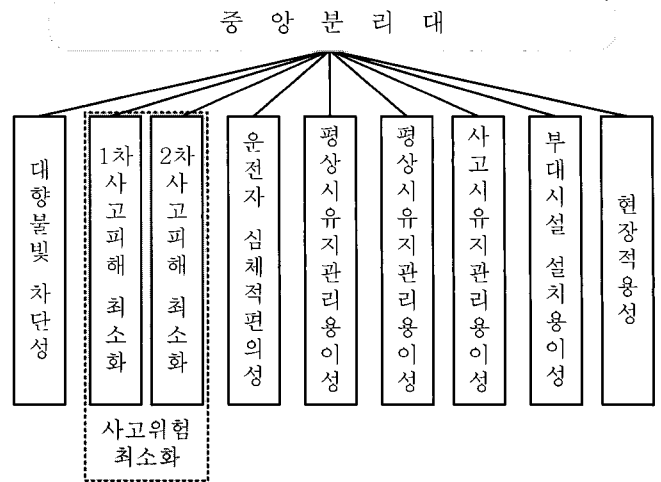 중 앙 분 리 대
대향불빛 차단성
1차사고피해 최소화
2차사고피해 최소화
운전자 심체적편의성
평상시유지관리용이성
평상시유지관리용이성
사고시유지관리용이성
부대시설 설치용이성
현장적용성
사고위험
최소화